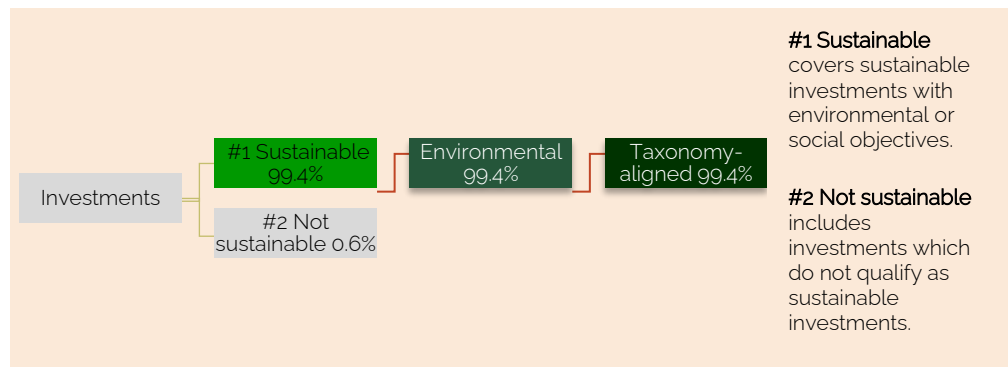 Investments
#1 Sustainable
99.4%
#2 Not
sustainable 0.6%
Environmental
99.4%
Taxonomy-
aligned 99.4%
#1 Sustainable
covers sustainable
investments with
environmental or
social objectives.
#2 Not sustainable
includes
investments which
do not qualify as
sustainable
investments.